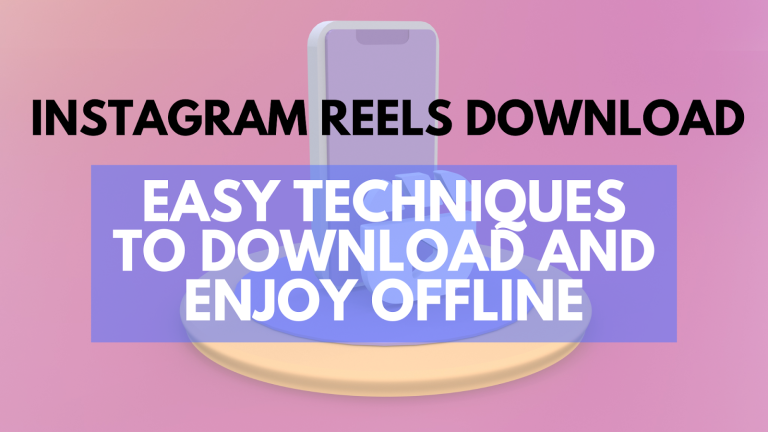 INSTAGRAM REELS DOWNLOAD
EASY TECHNIQUES
TO DOWNLOAD AND
ENJOY OFFLINE